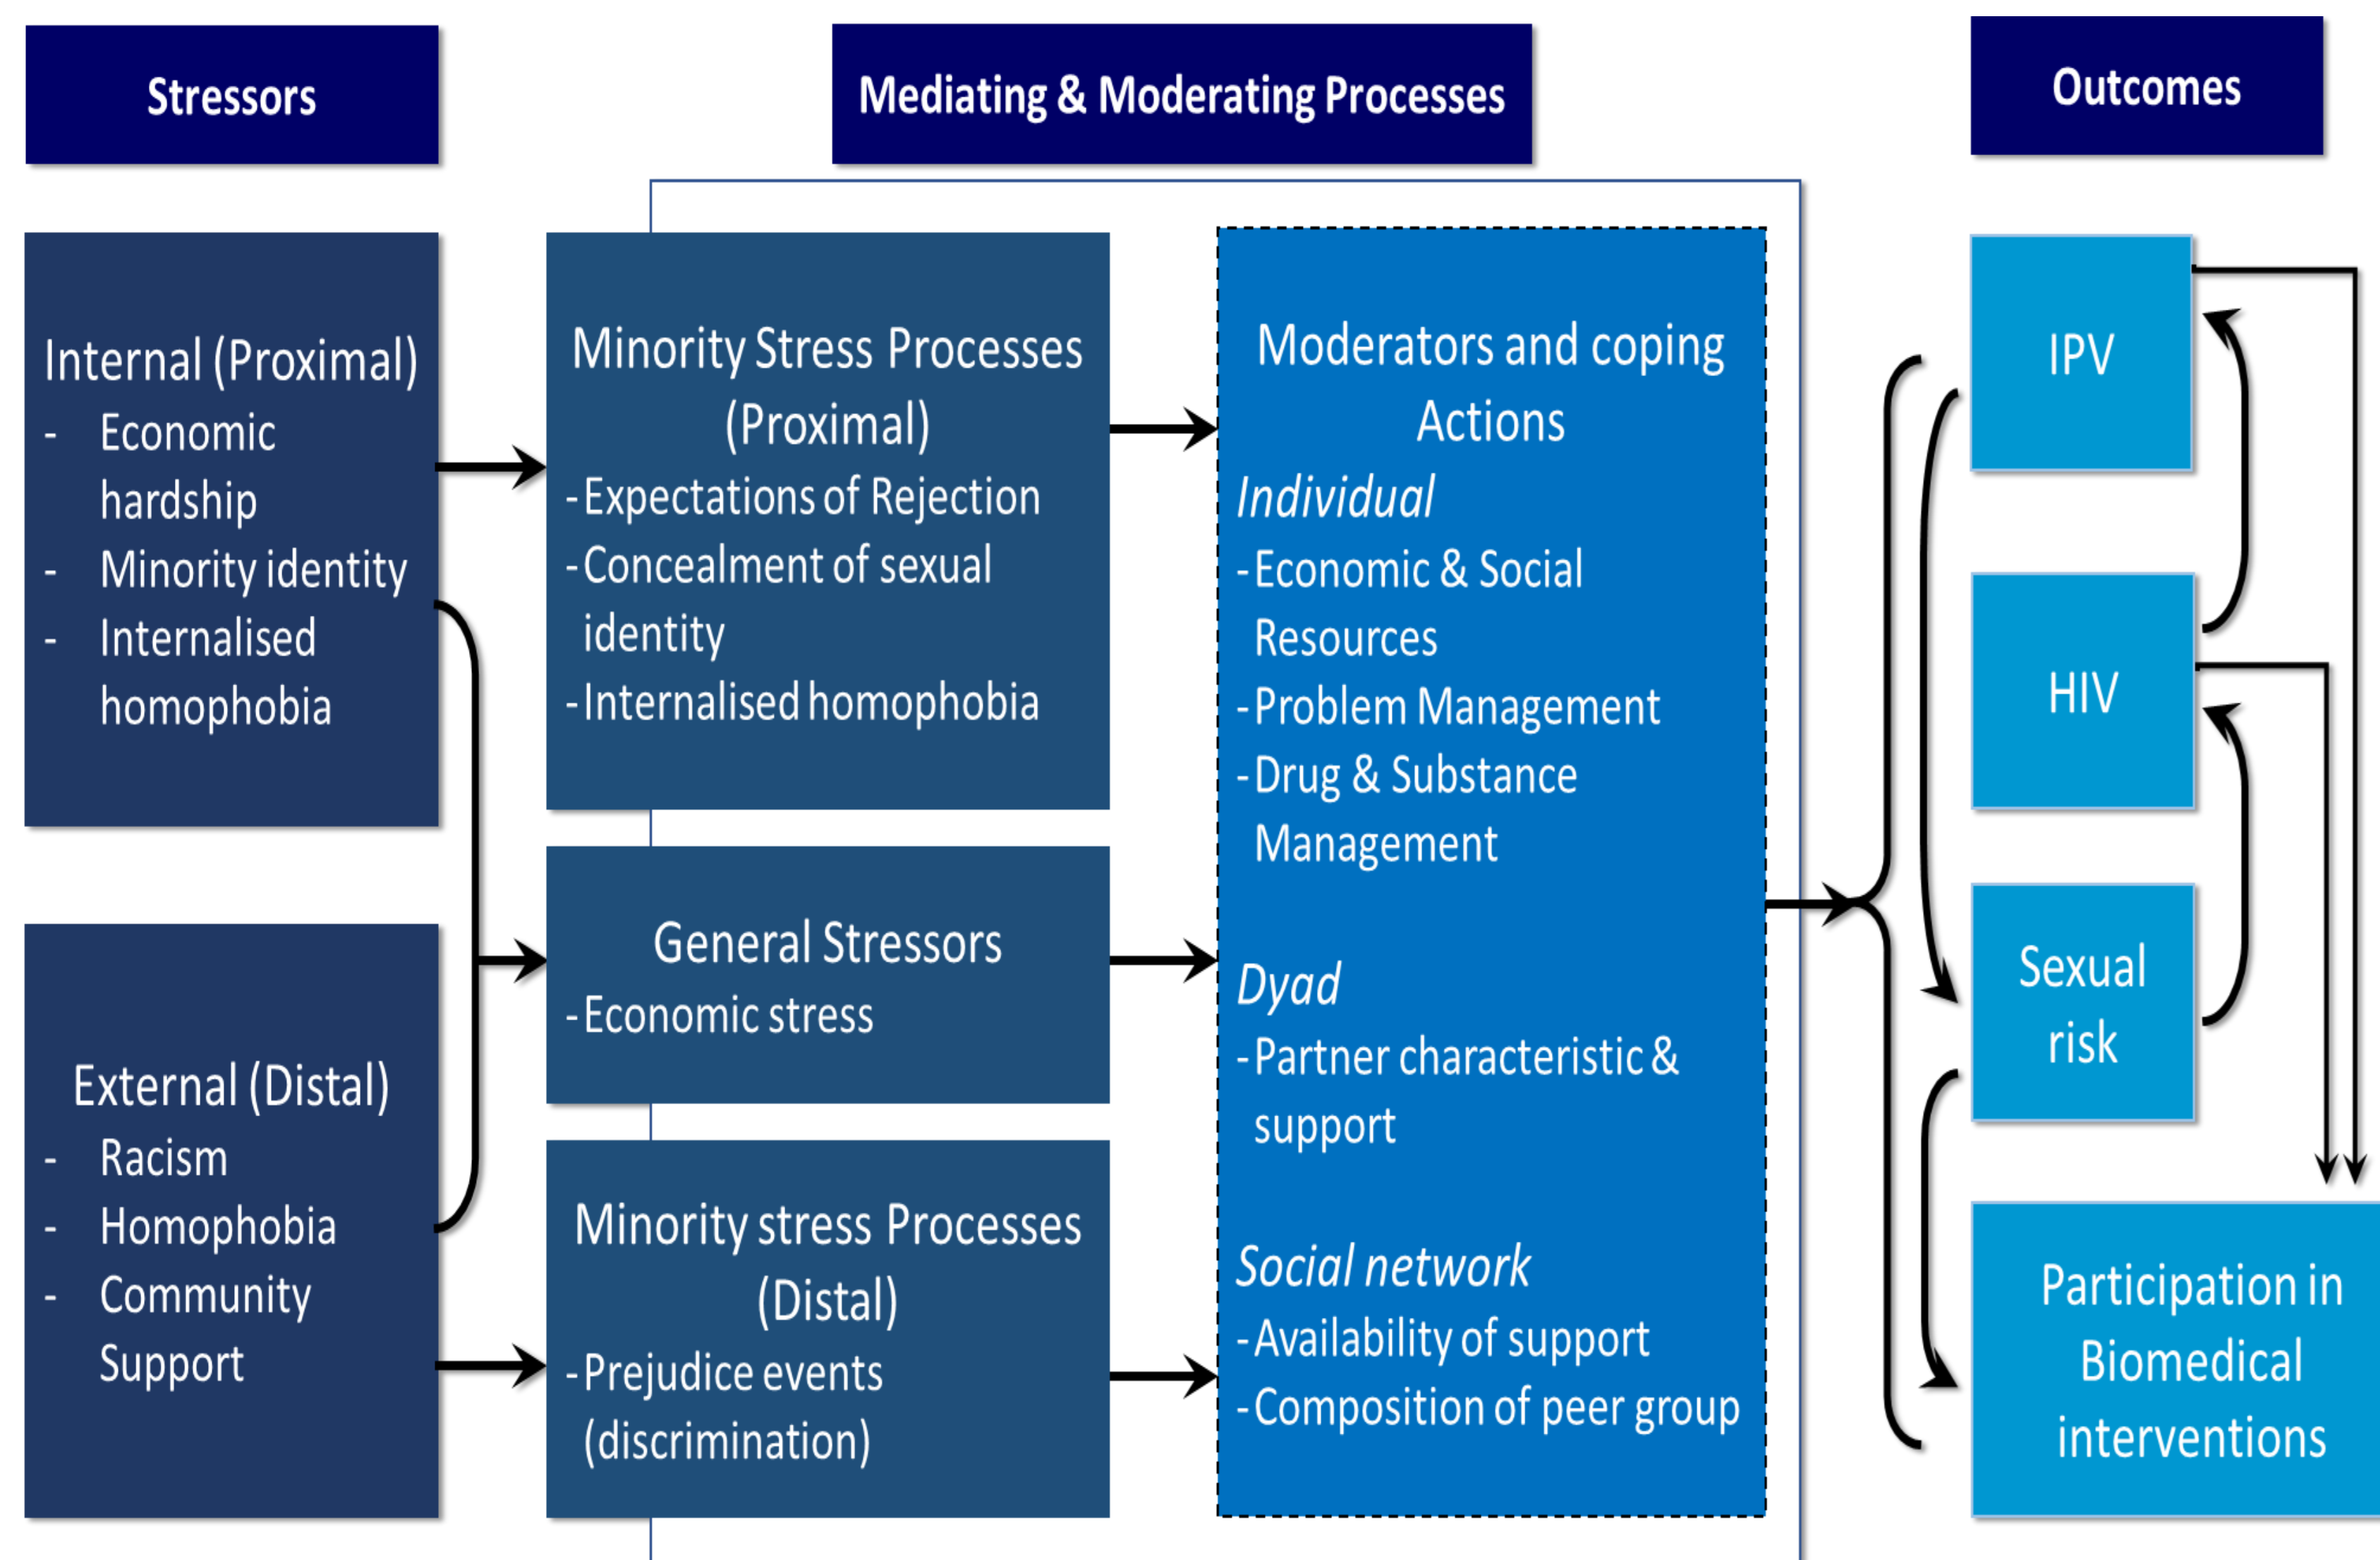 Stressors
Mediating & Moderating Processes
Outcomes
Internal (Proximal)
- Economic
hardship
- Minority identity
- Internalised
homophobia
External (Distal)
- Racism
- Homophobia
- Community
Support
Minority Stress Processes
(Proximal)
- Expectations of Rejection
- Concealment of sexual
identity
- Internalised homophobia
General Stressors
- Economic stress
Minority stress Processes
(Distal)
- Prejudice events
(discrimination)
Moderators and coping
Actions
Individual
- Economic & Social
Resources
- Problem Management
- Drug & Substance
Management
Dyad
- Partner characteristic &
support
Social network
- Availability of support
- Composition of peer group
IPV
HIV
Sexual
risk
Participation in
Biomedical
interventions